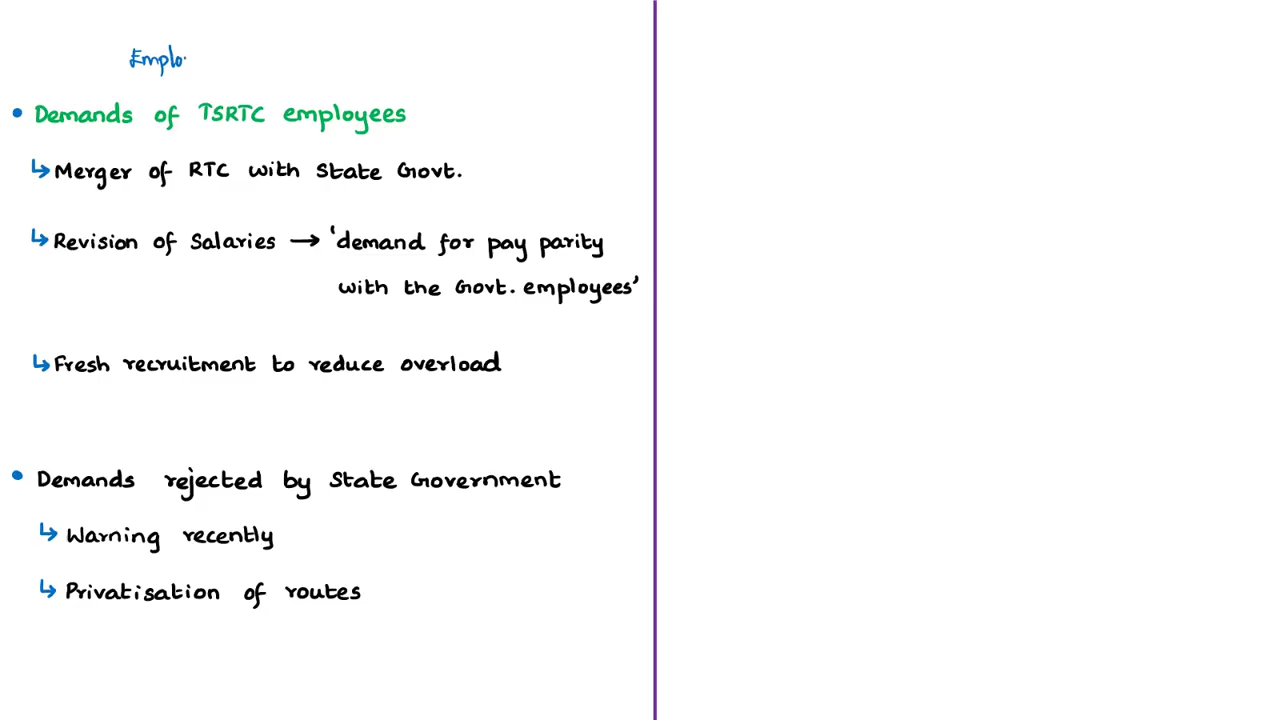 Emplo
• Demands of TSRTC employees
↳ Merger of RTC with State Govt.
↳ Revision of Salaries → 'demand for pay parity
with the Govt. employees'
↳ Fresh recruitment to reduce overload
• Demands rejected by State Government
↳ Warning recently
↳ Privatisation of routes